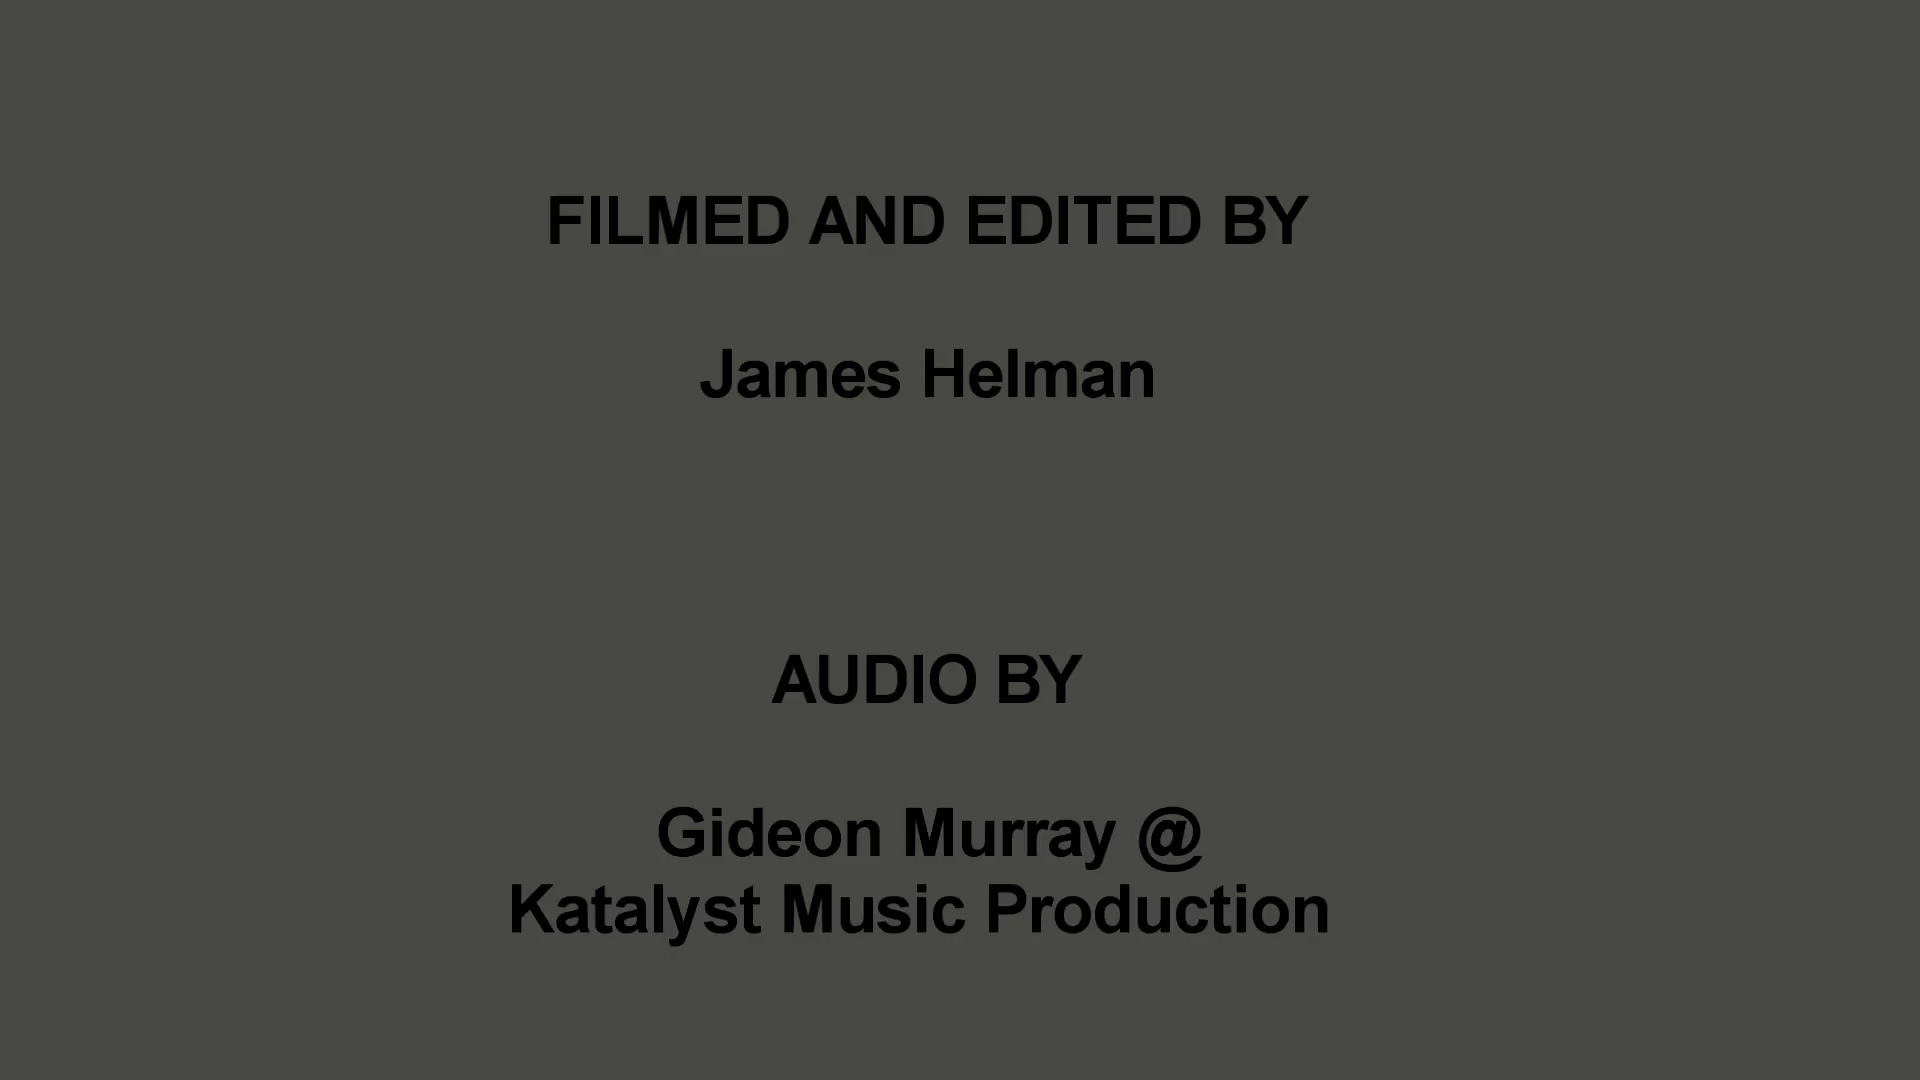 FILMED AND EDITED BY
James Helman
AUDIO BY
Gideon Murray @
Katalyst Music Production